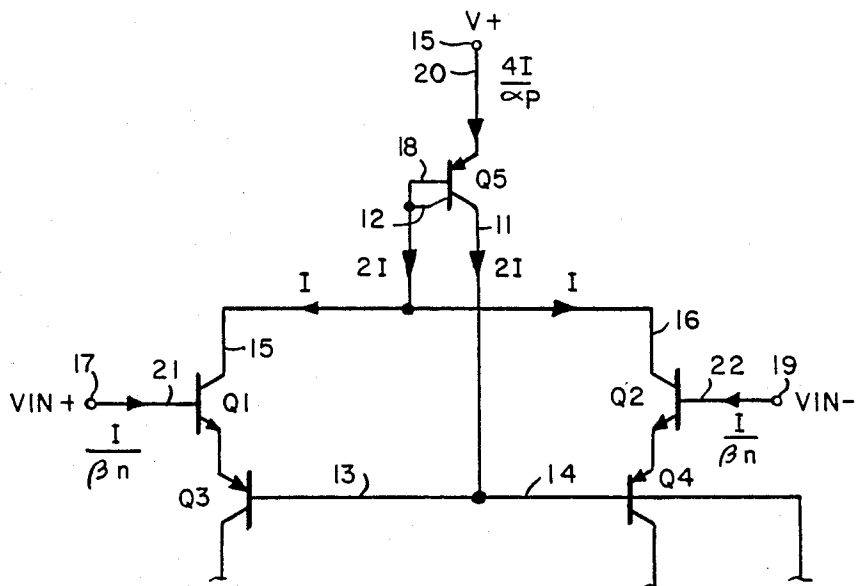 V+
15
20
4I
αP
18
Q5
12
11
2I
2I
I
I
15
16
17
21
22
19
VIN+
Q1
Q2
VIN-
I
βn
I
βn
Q3
13
14
Q4